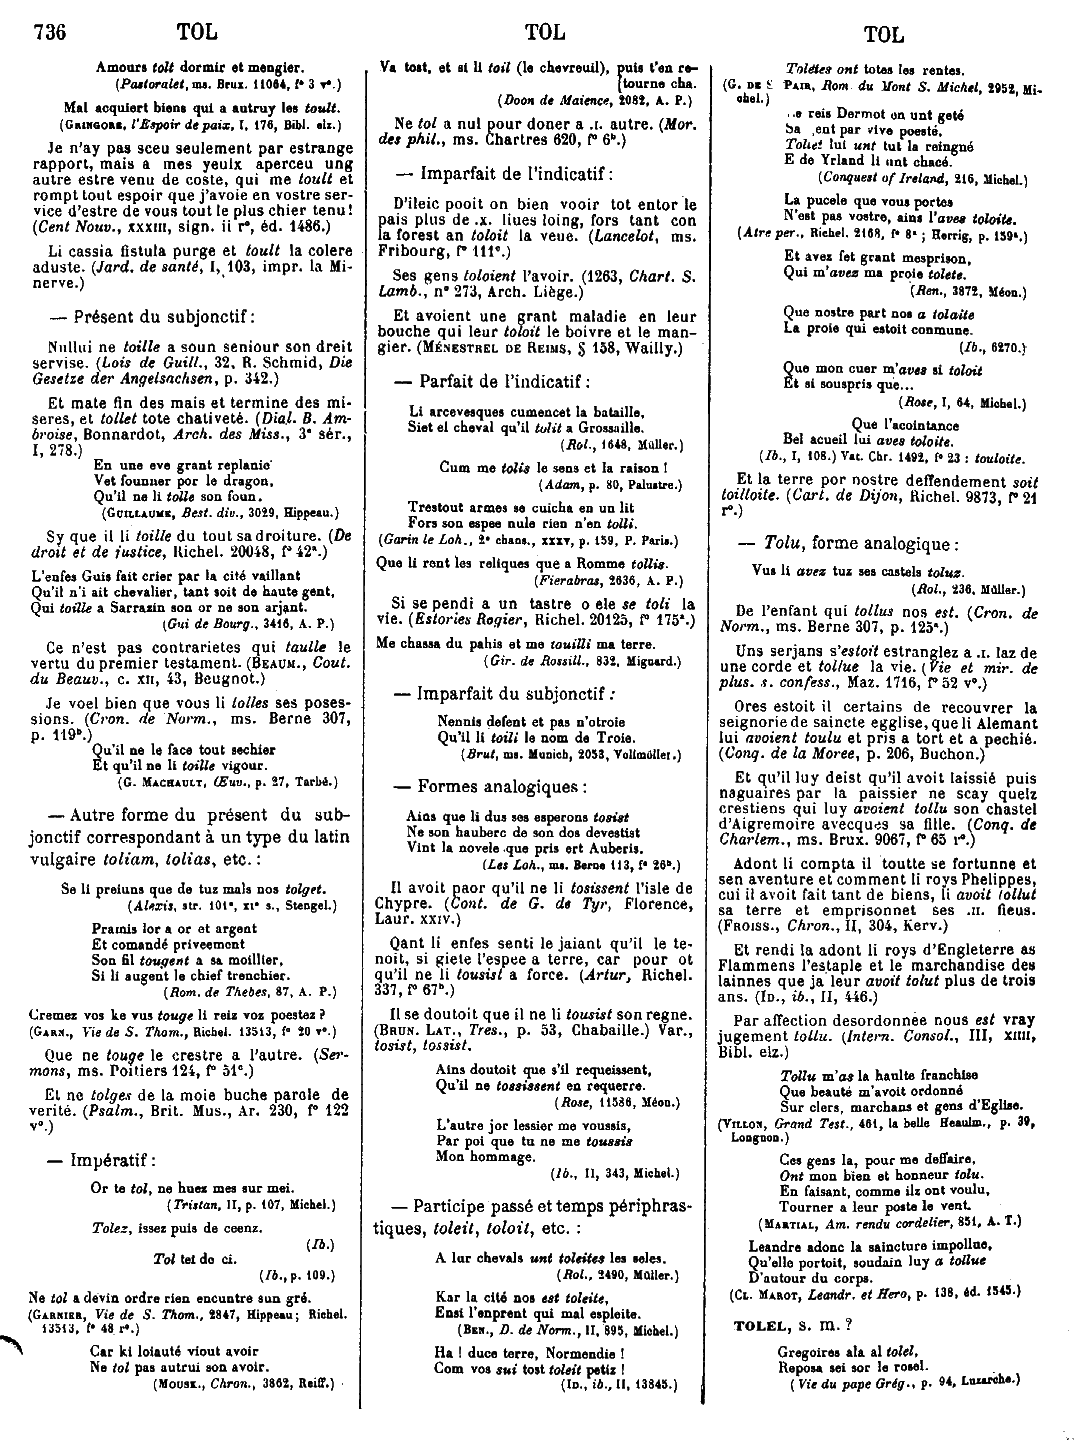 736 TOL TOL TOL
Amours tolt dormir et mengier.
(Pastoralet, ms. Brux. 11064, fº 3 vº.)
Mal acquiert biens qui a autruy les toult.
(GRINGORE, l'Espoir de paix, I, 176, Bibl. elz.)
Je n'ay pas sceu seulement par estrange
rapport, mais a mes yeulx aperceu ung
autre estre venu de coste, qui me toult et
rompt tout espoir que j'avoie en vostre ser-
vice d'estre de vous tout le plus chier tenu!
(Cent Nouv., XXXIII, sign. ii rº, éd. 1486.)
Li cassia fistula purge et toult la colere
aduste. (Jard. de santé, I, 103, impr. la Mi-
nerve.)
— Présent du subjonctif :
Nullui ne toille a soun seniour son dreit
servise. (Lois de Guill., 32, R. Schmid, Die
Gesetze der Angelsachsen, p. 342.)
Et mate fin des mais et termine des mi-
seres, et tollet tote chativeté. (Dial. B. Am-
broise, Bonnardot, Arch. des Miss., 3ª sér.,
I, 278.)
En une eve grant replanie
Vet founner por le dragon,
Qu'il ne li tolle son foun.
(GUILLAUME, Best. div., 3029, Hippeau.)
Sy que il li toille du tout sa droiture. (De
droit et de justice, Richel. 20048, fº 42ª.)
L'enfes Guis fait crier par la cité vaillant
Qu'il n'i ait chevalier, tant soit de haute gent,
Qui toille a Sarrazin son or ne son arjant.
(Gui de Bourg., 3416, A. P.)
Ce n'est pas contrarietes qui taulle le
vertu du premier testament. (BEAUM., Cout.
du Beauv., c. XII, 43, Beugnot.)
Je voel bien que vous li tolles ses poses-
sions. (Cron. de Norm., ms. Berne 307,
p. 119ᵇ.)
Qu'il ne le face tout sechier
Et qu'il ne li toille vigour.
(G. MACHAULT, Œuv., p. 27, Tarbé.)
— Autre forme du présent du sub-
jonctif correspondant à un type du latin
vulgaire toliam, tolias, etc. :
Se li preiuns que de tuz mals nos tolget.
(Alexis, str. 101ᵉ, XIᵉ s., Stengel.)
Pramis lor a or et argent
Et comandé priveement
Son fil tougent a sa moillier,
Si li augent le chief trenchier.
(Rom. de Thebes, 87, A. P.)
Cremez vos ke vus touge li reiz voz poestez ?
(GARN., Vie de S. Thom., Richel. 13513, fº 20 vº.)
Que ne touge le crestre a l'autre. (Ser-
mons, ms. Poitiers 124, fº 51ᶜ.)
Et ne tolges de la moie buche parole de
verité. (Psalm., Brit. Mus., Ar. 230, fº 122
vº.)
— Impératif :
Or te tol, ne huez mes sur mei.
(Tristan, II, p. 107, Michel.)
Tolez, issez puis de ceenz.
(Ib.)
Tol tei de ci.
(Ib., p. 109.)
Ne tol a devin ordre rien encuntre sun gré.
(GARNIER, Vie de S. Thom., 2847, Hippeau; Richel.
13513, fº 48 rº.)
Car ki loiauté viout avoir
Ne tol pas autrui son avoir.
(MOUSK., Chron., 3862, Reiff.)
Va tost, et si li toil (le chevreuil), puis t'en re-
[tourne cha.
(Doon de Maience, 2082, A. P.)
Ne tol a nul pour doner a .I. autre. (Mor.
des phil., ms. Chartres 620, fº 6ᵇ.)
— Imparfait de l'indicatif :
D'ileic pooit on bien vooir tot entor le
pais plus de .x. liues loing, fors tant con
la forest an toloit la veue. (Lancelot, ms.
Fribourg, fº 111ᶜ.)
Ses gens toloient l'avoir. (1263, Chart. S.
Lamb., nº 273, Arch. Liège.)
Et avoient une grant maladie en leur
bouche qui leur toloit le boivre et le man-
gier. (MÉNESTREL DE REIMS, § 158, Wailly.)
— Parfait de l'indicatif :
Li arcevesques cumencet la bataille,
Siet el cheval qu'il tolit a Grossaille.
(Rol., 1648, Müller.)
Cum me tolis le sens et la raison !
(Adam, p. 80, Palustre.)
Trestout armes se cuicha en un lit
Fors son espee nule rien n'en tolli.
(Garin le Loh., 2ᵉ chans., XXXV, p. 159, P. Paris.)
Que li rent les reliques que a Romme tollis.
(Fierabras, 2636, A. P.)
Si se pendi a un tastre o ele se toli la
vie. (Estories Rogier, Richel. 20125, fº 175ᵃ.)
Me chassa du pahis et me touilli ma terre.
(Gir. de Rossill., 832, Mignard.)
— Imparfait du subjonctif :
Nennis defent et pas n'otroie
Qu'il li toili le nom de Troie.
(Brut, ms. Munich, 2053, Vollmöller.)
— Formes analogiques :
Ains que li dus ses esperons tosist
Ne son hauberc de son dos devestist
Vint la novele que pris ert Auberis.
(Les Loh., ms. Berne 113, fº 26ᵇ.)
Il avoit paor qu'il ne li tosissent l'isle de
Chypre. (Cont. de G. de Tyr, Florence,
Laur. XXIV.)
Qant li enfes senti le jaiant qu'il le te-
noit, si giete l'espee a terre, car pour ot
qu'il ne li tousist a force. (Artur, Richel.
337, fº 67ᵇ.)
Il se doutoit que il ne li tousist son regne.
(BRUN. LAT., Tres., p. 53, Chabaille.) Var.,
tosist, tossist.
Ains doutoit que s'il requeissent,
Qu'il ne tossissent en requerre.
(Rose, 11586, Méon.)
L'autre jor lessier me voussis,
Par poi que tu ne me toussis
Mon hommage.
(Ib., II, 343, Michel.)
— Participe passé et temps périphras-
tiques, toleit, toloit, etc. :
A lur chevals unt toleites les seles.
(Rol., 2490, Müller.)
Kar la cité nos est toleite,
Ensi l'enprent qui mal espleite.
(BEN., D. de Norm., II, 895, Michel.)
Ha ! duce terre, Normendie !
Com vos sui tost toleit petiz !
(ID., ib., II, 13845.)
Toletes ont totes les rentes.
(G. DE S PAIR, Rom. du Mont S. Michel, 2952, Mi-
chel.)
..e reis Dermot on unt geté
Sa .ent par vive poesté,
Toliet lui unt tut la reingné
E de Yrland li unt chacé.
(Conquest of Ireland, 216, Michel.)
La pucele que vous portes
N'est pas vostre, ains l'aves toloite.
(Atre per., Richel. 2168, fº 8ᵃ ; Herrig, p. 159ᵃ.)
Et avez fet grant mesprison,
Qui m'avez ma proie tolete.
(Ren., 3872, Méon.)
Que nostre part nos a tolaite
La proie qui estoit conmune.
(Ib., 6270.)
Que mon cuer m'aves si toloit
Et si souspris que...
(Rose, I, 64, Michel.)
Que l'acointance
Bel acueil lui aves toloite.
(Ib., I, 108.) Vat. Chr. 1492, fº 23 : touloite.
Et la terre por nostre deffendement soit
toilloite. (Cart. de Dijon, Richel. 9873, fº 21
rº.)
— Tolu, forme analogique :
Vus li avez tuz ses castels toluz.
(Rol., 236, Müller.)
De l'enfant qui tollus nos est. (Cron. de
Norm., ms. Berne 307, p. 125ᵃ.)
Uns serjans s'estoit estranglez a .I. laz de
une corde et tollue la vie. (Vie et mir. de
plus. s. confess., Maz. 1716, fº 52 vº.)
Ores estoit il certains de recouvrer la
seignorie de saincte egglise, que li Alemant
lui avoient toulu et pris a tort et a pechié.
(Conq. de la Moree, p. 206, Buchon.)
Et qu'il luy deist qu'il avoit laissié puis
naguaires par la paissier ne scay quelz
crestiens qui luy avoient tollu son chastel
d'Aigremoire avecques sa fille. (Conq. de
Charlem., ms. Brux. 9067, fº 65 rº.)
Adont li compta il toutte se fortunne et
sen aventure et comment li roys Phelippes,
cui il avoit fait tant de biens, li avoit tollut
sa terre et emprisonnet ses .II. fieus.
(FROISS., Chron., II, 304, Kerv.)
Et rendi la adont li roys d'Engleterre as
Flammens l'estaple et le marchandise des
lainnes que ja leur avoit tolut plus de trois
ans. (ID., ib., II, 446.)
Par affection desordonnee nous est vray
jugement tollu. (Intern. Consol., III, XIIII,
Bibl. elz.)
Tollu m'as la haulte franchise
Que beauté m'avoit ordonné
Sur clers, marchans et gens d'Eglise.
(VILLON, Grand Test., 461, la belle Heaulm., p. 39,
Longnon.)
Ces gens la, pour me deffaire,
Ont mon bien et honneur tolu.
En faisant, comme ilz ont voulu,
Tourner a leur poste le vent.
(MARTIAL, Am. rendu cordelier, 851, A. T.)
Leandre adonc la saincture impollue,
Qu'elle portoit, soudain luy a tollue
D'autour du corps.
(CL. MAROT, Leandr. et Hero, p. 138, éd. 1545.)
TOLEL, s. m. ?
Gregoires ala al tolel,
Reposa sei sor le rosel.
(Vie du pape Grég., p. 94, Luzarche.)